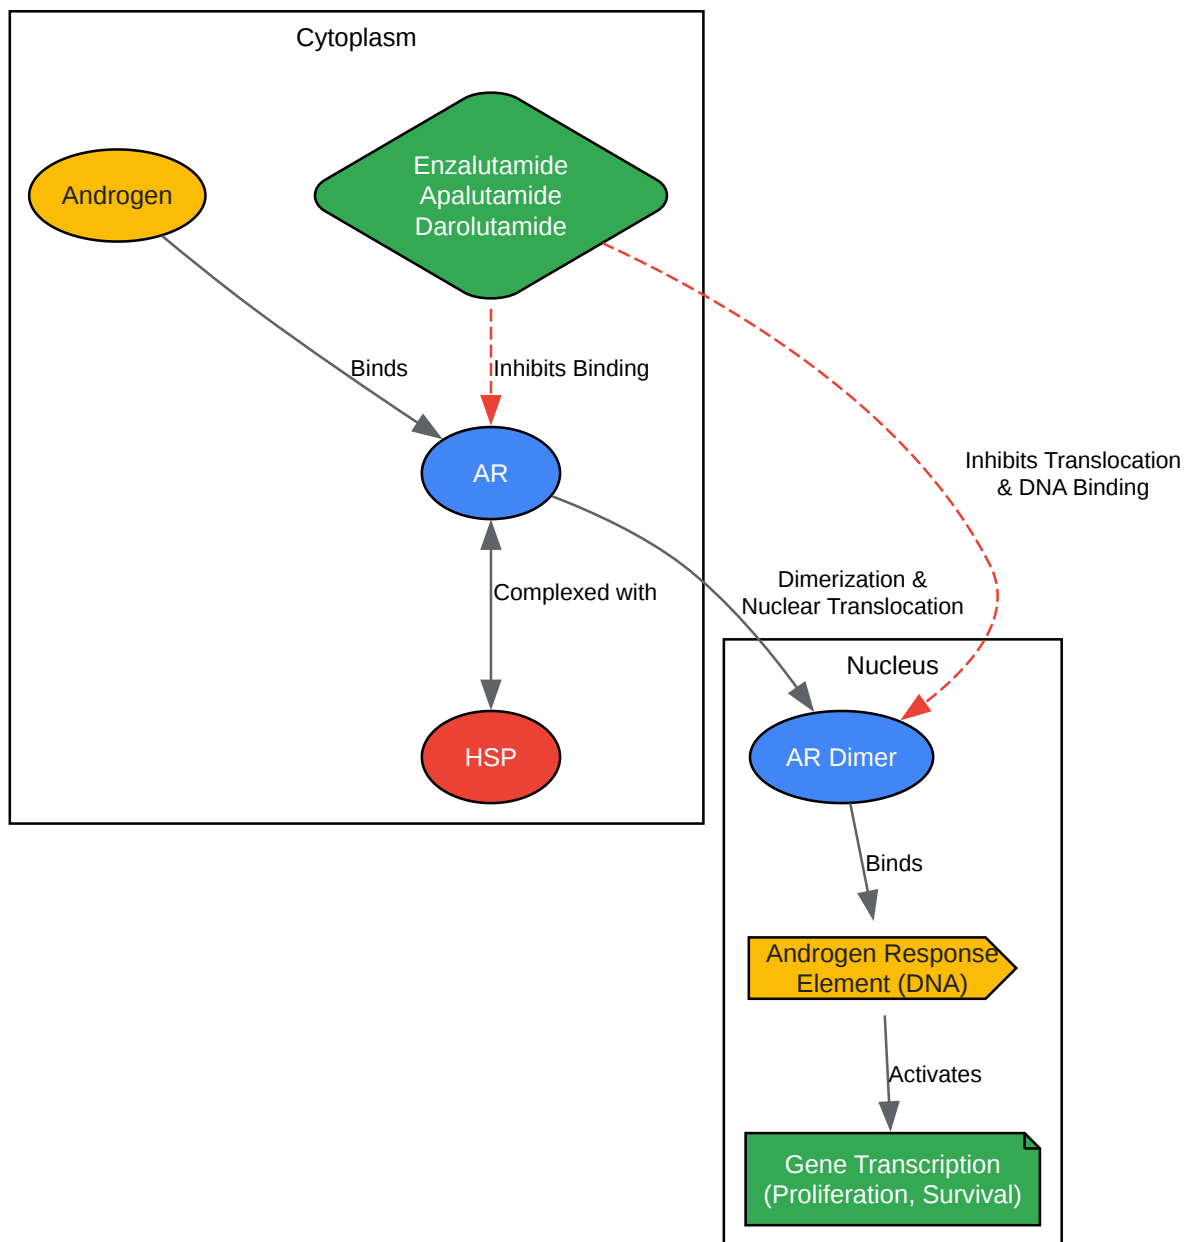 Cytoplasm
Enzalutamide
Apalutamide
Darolutamide
Androgen
Binds
Inhibits Binding
AR
Inhibits Translocation
& DNA Binding
Complexed with
Dimerization &
Nuclear Translocation
Nucleus
HSP
AR Dimer
Binds
Androgen Response
Element (DNA)
Activates
Gene Transcription
(Proliferation, Survival)